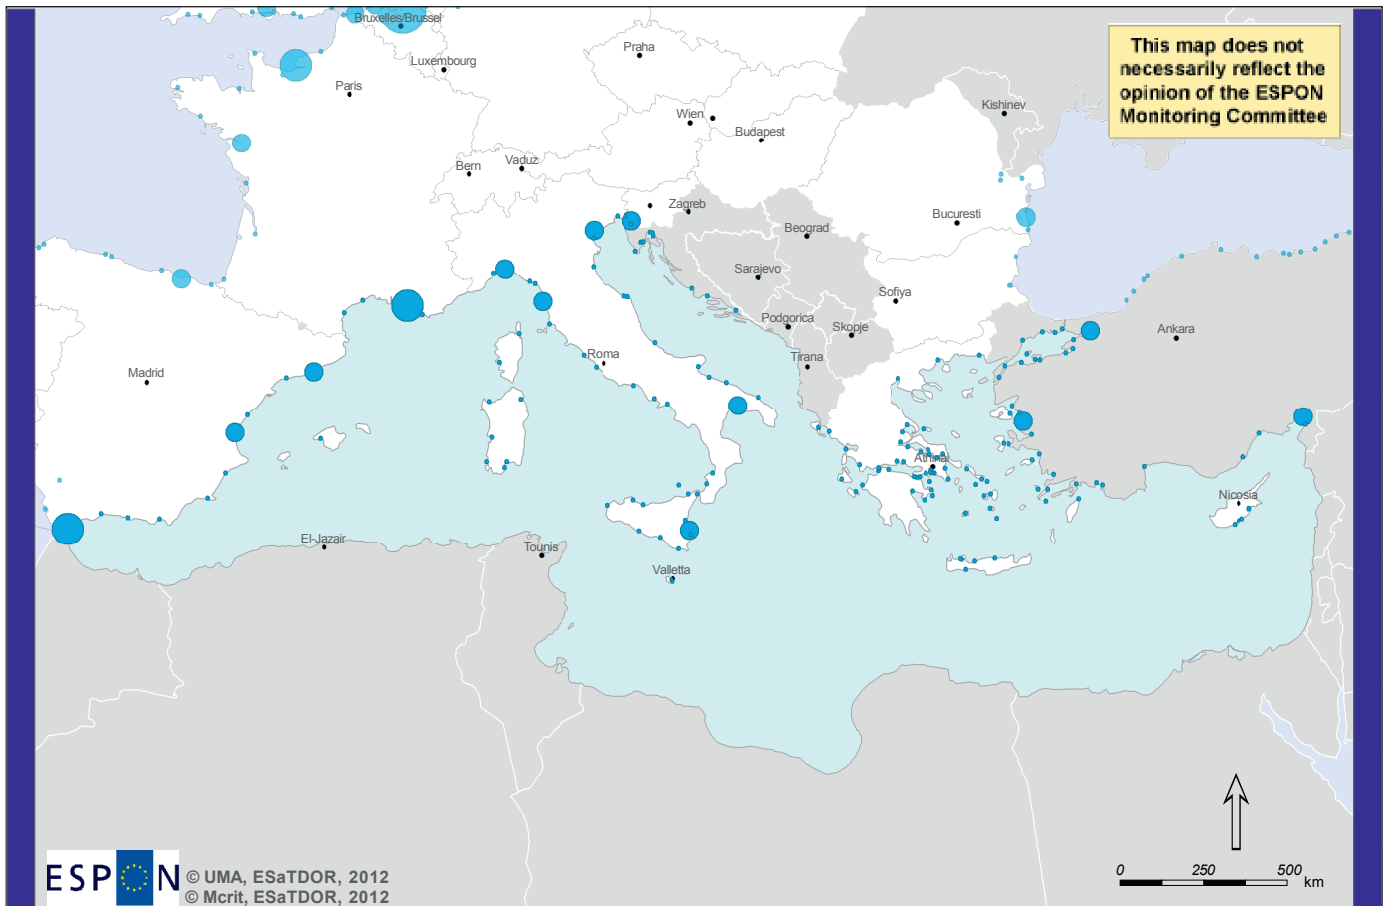 Bruxelles/Brussel
Praha
Luxembourg
Paris
This map does not
necessarily reflect the
opinion of the ESPON
Monitoring Committee
Kishinev
Wien
Budapest
Bern
Vaduz
Zagreb
Bucuresti
Beograd
Sarajevo
Sofiya
Podgorica
Skopje
Ankara
Roma
Tirana
Madrid
Athinai
Nicosia
El-Jazair
Tounis
Valletta
ESPON
© UMA, ESaTDOR, 2012
© Mcrit, ESaTDOR, 2012
0 250 500
km